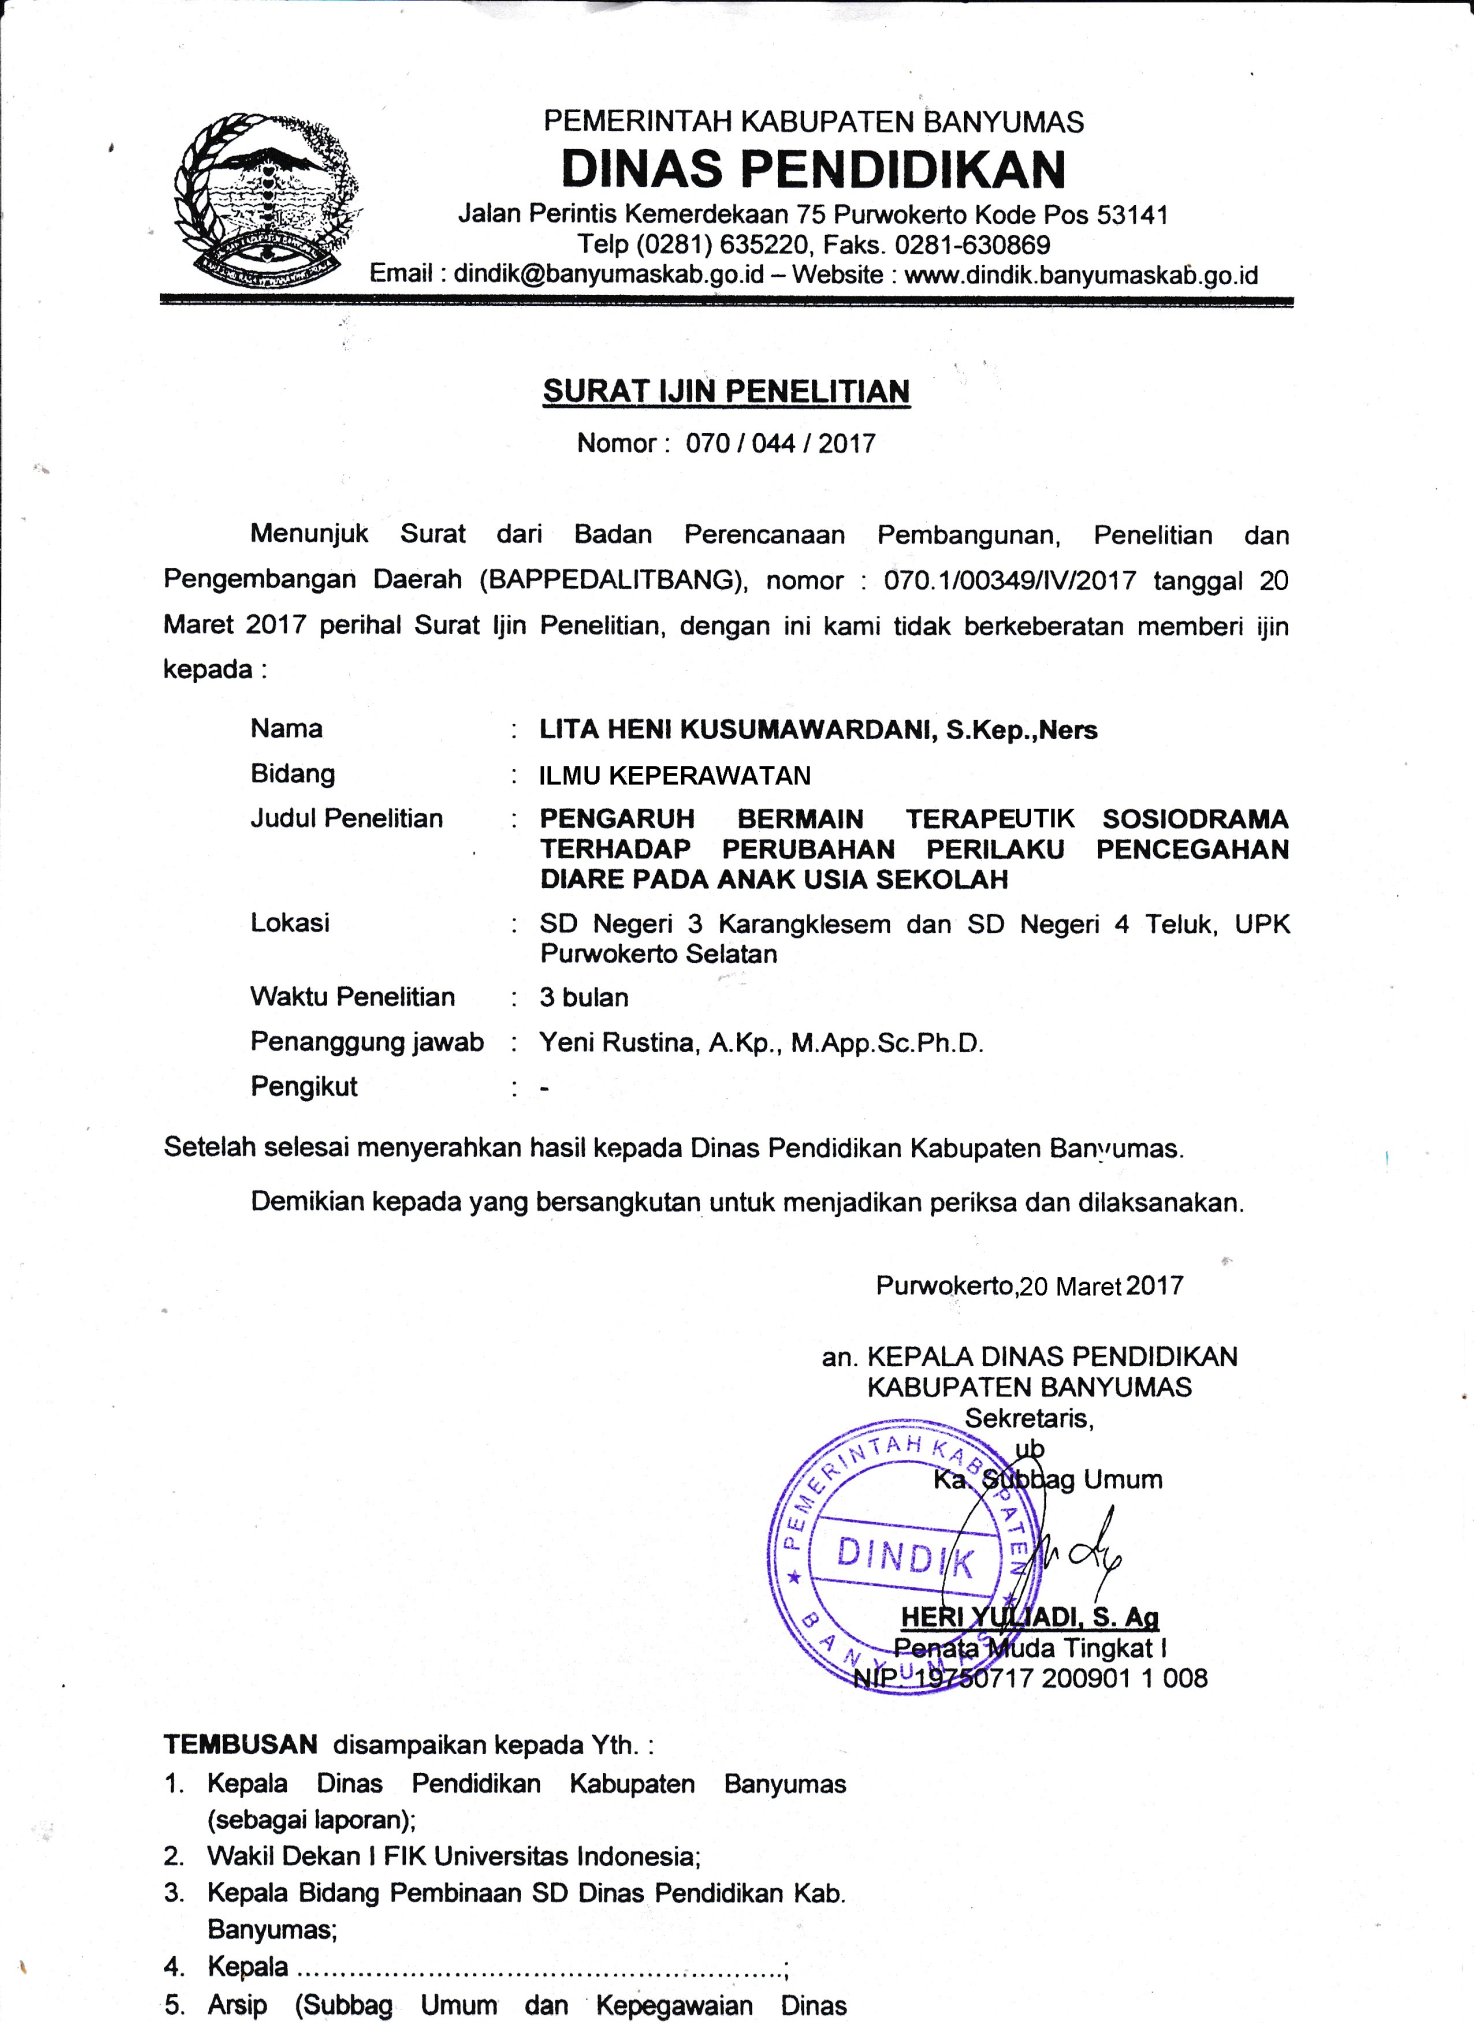 PEMERINTAH KABUPATEN BANYUMAS
DINAS PENDIDIKAN
Jalan Perintis Kemerdekaan 75 Purwokerto Kode Pos 53141
Telp (0281) 635220, Faks. 0281-630869
Email : dindik@banyumaskab.go.id – Website : www.dindik.banyumaskab.go.id
SURAT IJIN PENELITIAN
Nomor : 070 / 044 / 2017
Menunjuk Surat dari Badan Perencanaan Pembangunan, Penelitian dan
Pengembangan Daerah (BAPPEDALITBANG), nomor : 070.1/00349/IV/2017 tanggal 20
Maret 2017 perihal Surat Ijin Penelitian, dengan ini kami tidak berkeberatan memberi ijin
kepada :
Nama : LITA HENI KUSUMAWARDANI, S.Kep.,Ners
Bidang : ILMU KEPERAWATAN
Judul Penelitian : PENGARUH BERMAIN TERAPEUTIK SOSIODRAMA
TERHADAP PERUBAHAN PERILAKU PENCEGAHAN
DIARE PADA ANAK USIA SEKOLAH
Lokasi : SD Negeri 3 Karangklesem dan SD Negeri 4 Teluk, UPK
Purwokerto Selatan
Waktu Penelitian : 3 bulan
Penanggung jawab : Yeni Rustina, A.Kp., M.App.Sc.Ph.D.
Pengikut : -
Setelah selesai menyerahkan hasil kepada Dinas Pendidikan Kabupaten Banyumas.
Demikian kepada yang bersangkutan untuk menjadikan periksa dan dilaksanakan.
Purwokerto,20 Maret 2017
an. KEPALA DINAS PENDIDIKAN
KABUPATEN BANYUMAS
Sekretaris,
ub
Ka. Subbag Umum
PEMERINTAH KABUPATEN
DINDIK
★ BANYUMAS ★
HERI YULIADI, S. Ag
Penata Muda Tingkat I
NIP. 19750717 200901 1 008
TEMBUSAN disampaikan kepada Yth. :
1. Kepala Dinas Pendidikan Kabupaten Banyumas
(sebagai laporan);
2. Wakil Dekan I FIK Universitas Indonesia;
3. Kepala Bidang Pembinaan SD Dinas Pendidikan Kab.
Banyumas;
4. Kepala ........................................................;
5. Arsip (Subbag Umum dan Kepegawaian Dinas